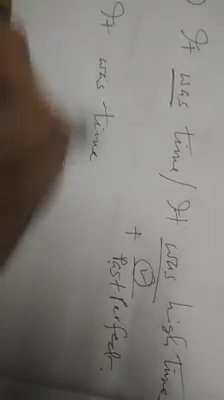 ) It was time / It was high time
+ (V) Past Perfect.
It was time